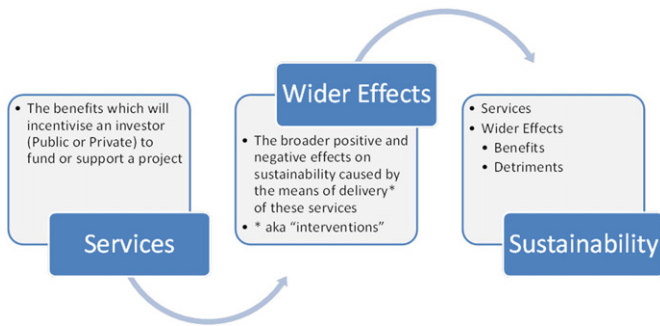 • The benefits which will
incentivise an investor
(Public or Private) to
fund or support a project
Services
Wider Effects
• The broader positive and
negative effects on
sustainability caused by
the means of delivery*
of these services
• * aka “interventions”
• Services
• Wider Effects
• Benefits
• Detriments
Sustainability